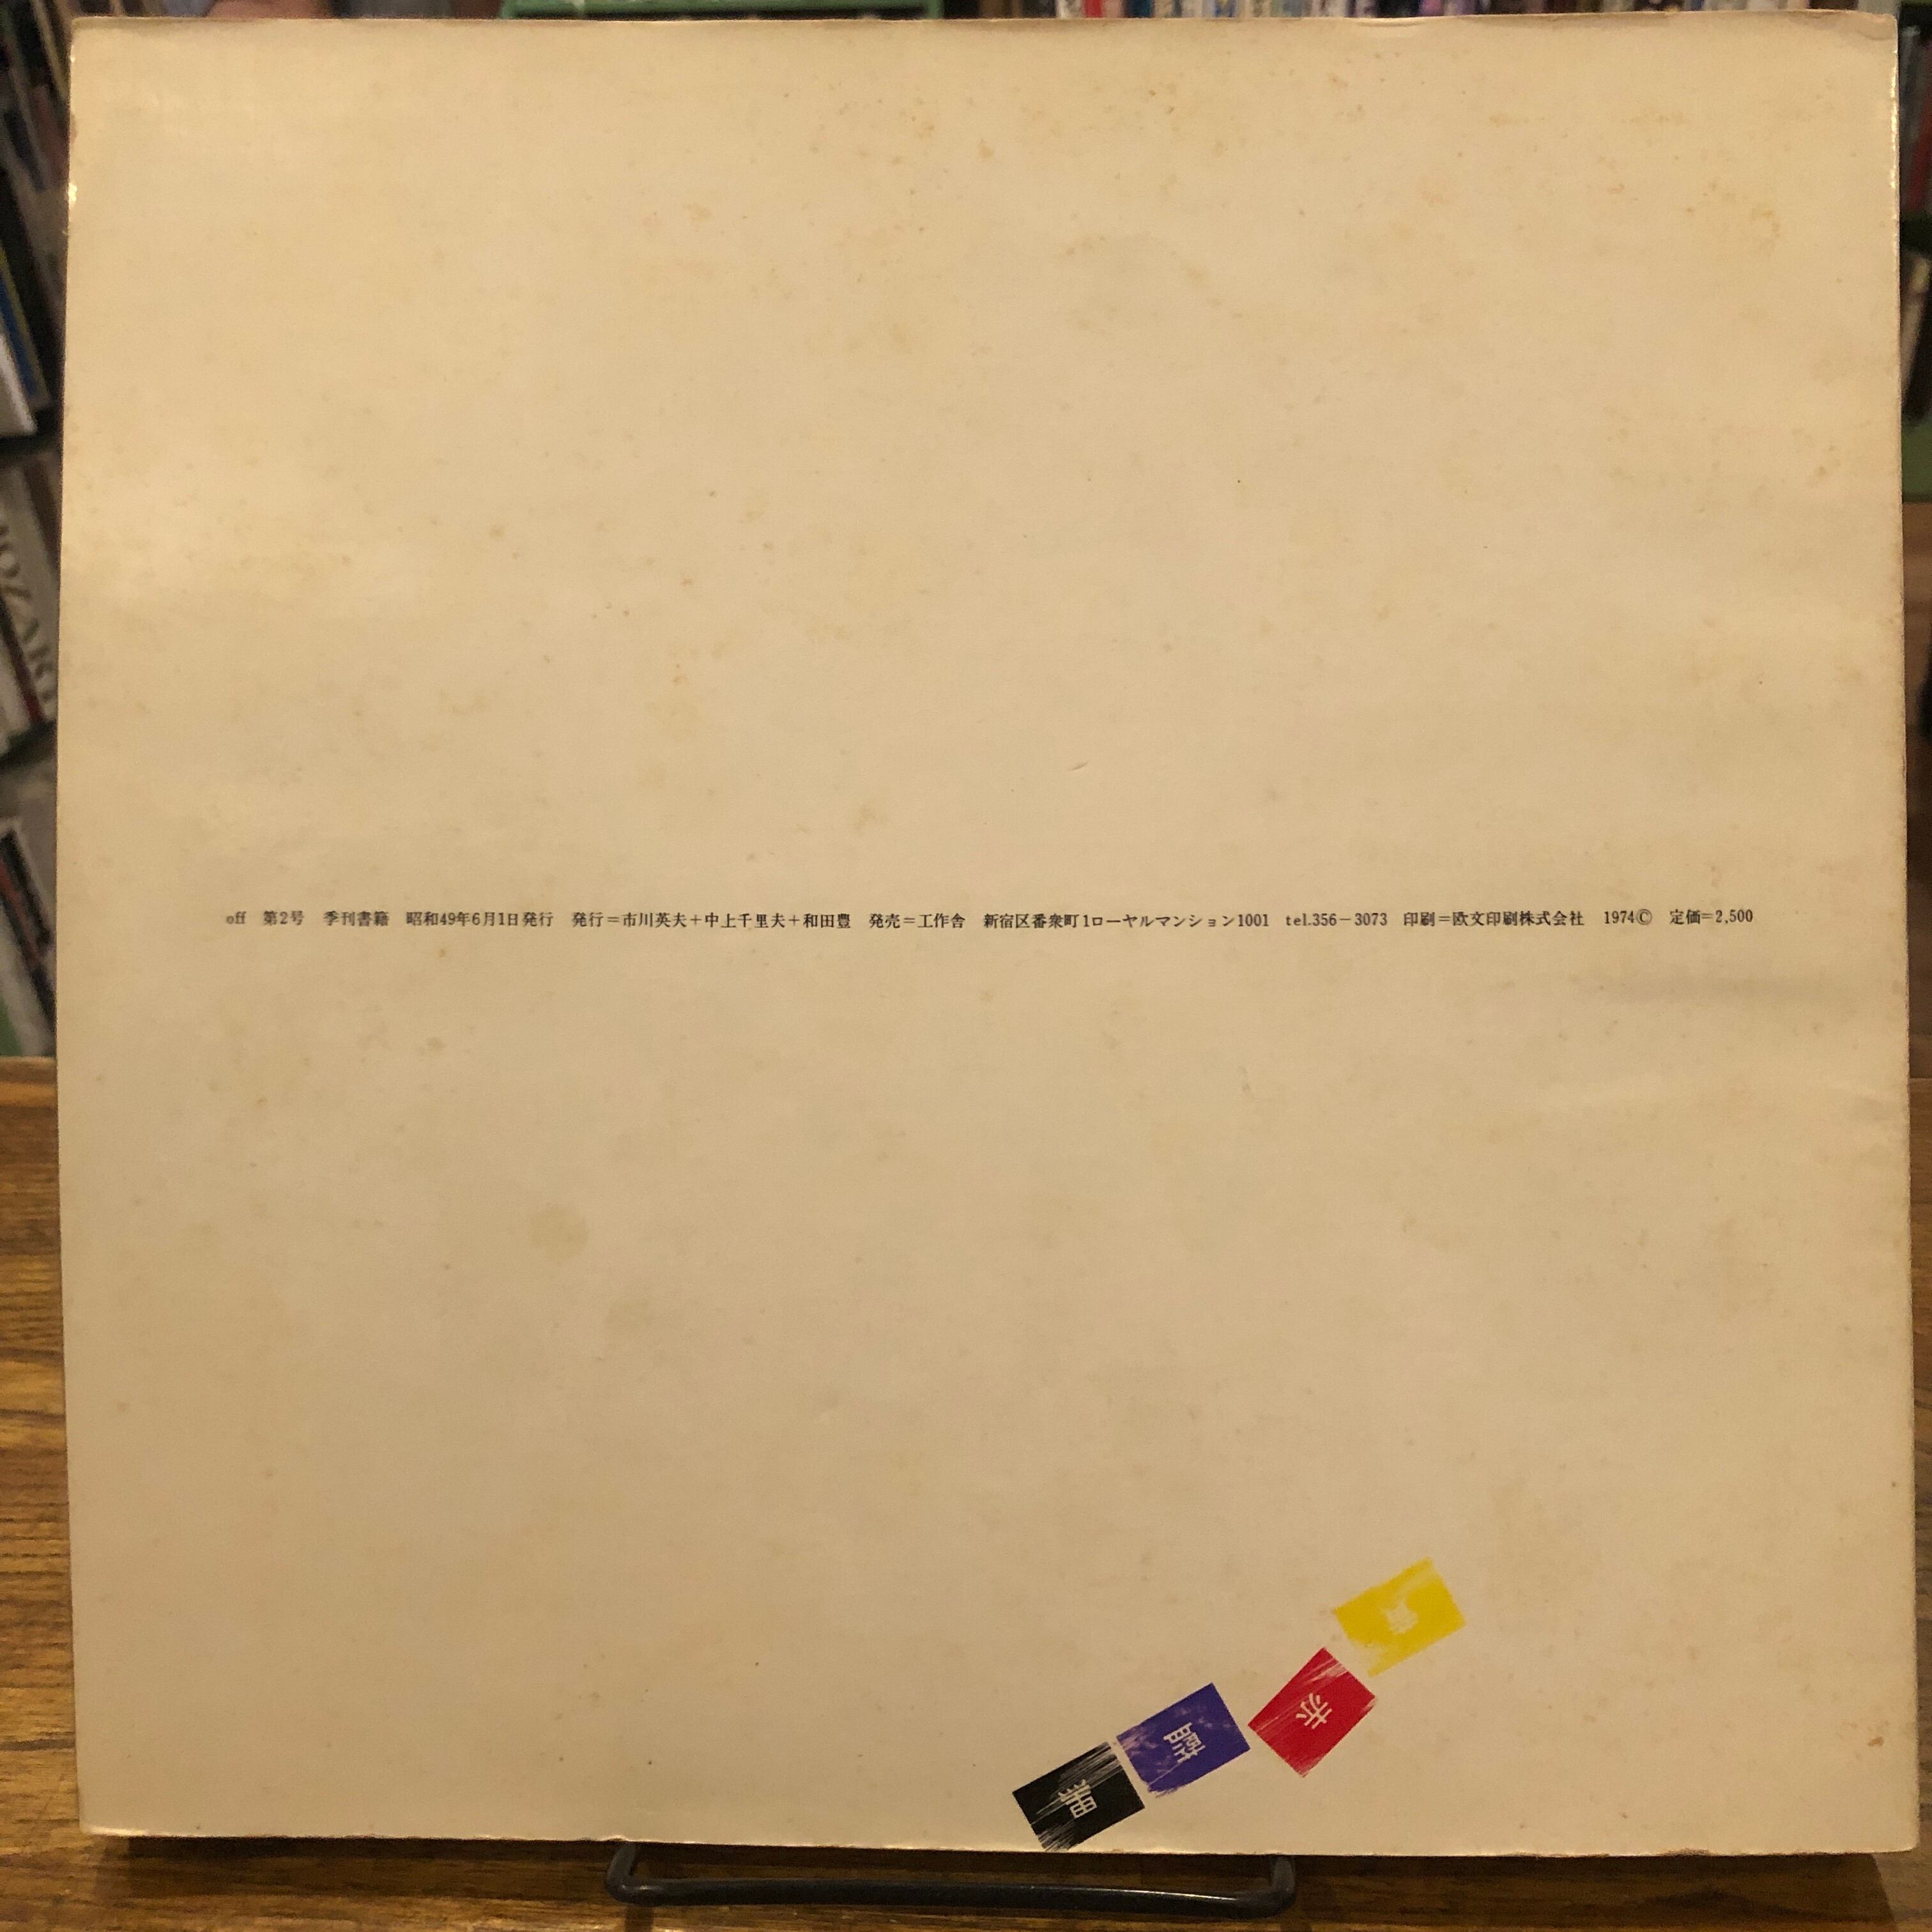 off 第2号 季刊書籍 昭和49年6月1日発行 発行＝市川英夫＋中上千里夫＋和田豊 発売＝工作舎 新宿区番衆町1ローヤルマンション1001 tel.356－3073 印刷＝欧文印刷株式会社 1974© 定価=2,500
赤